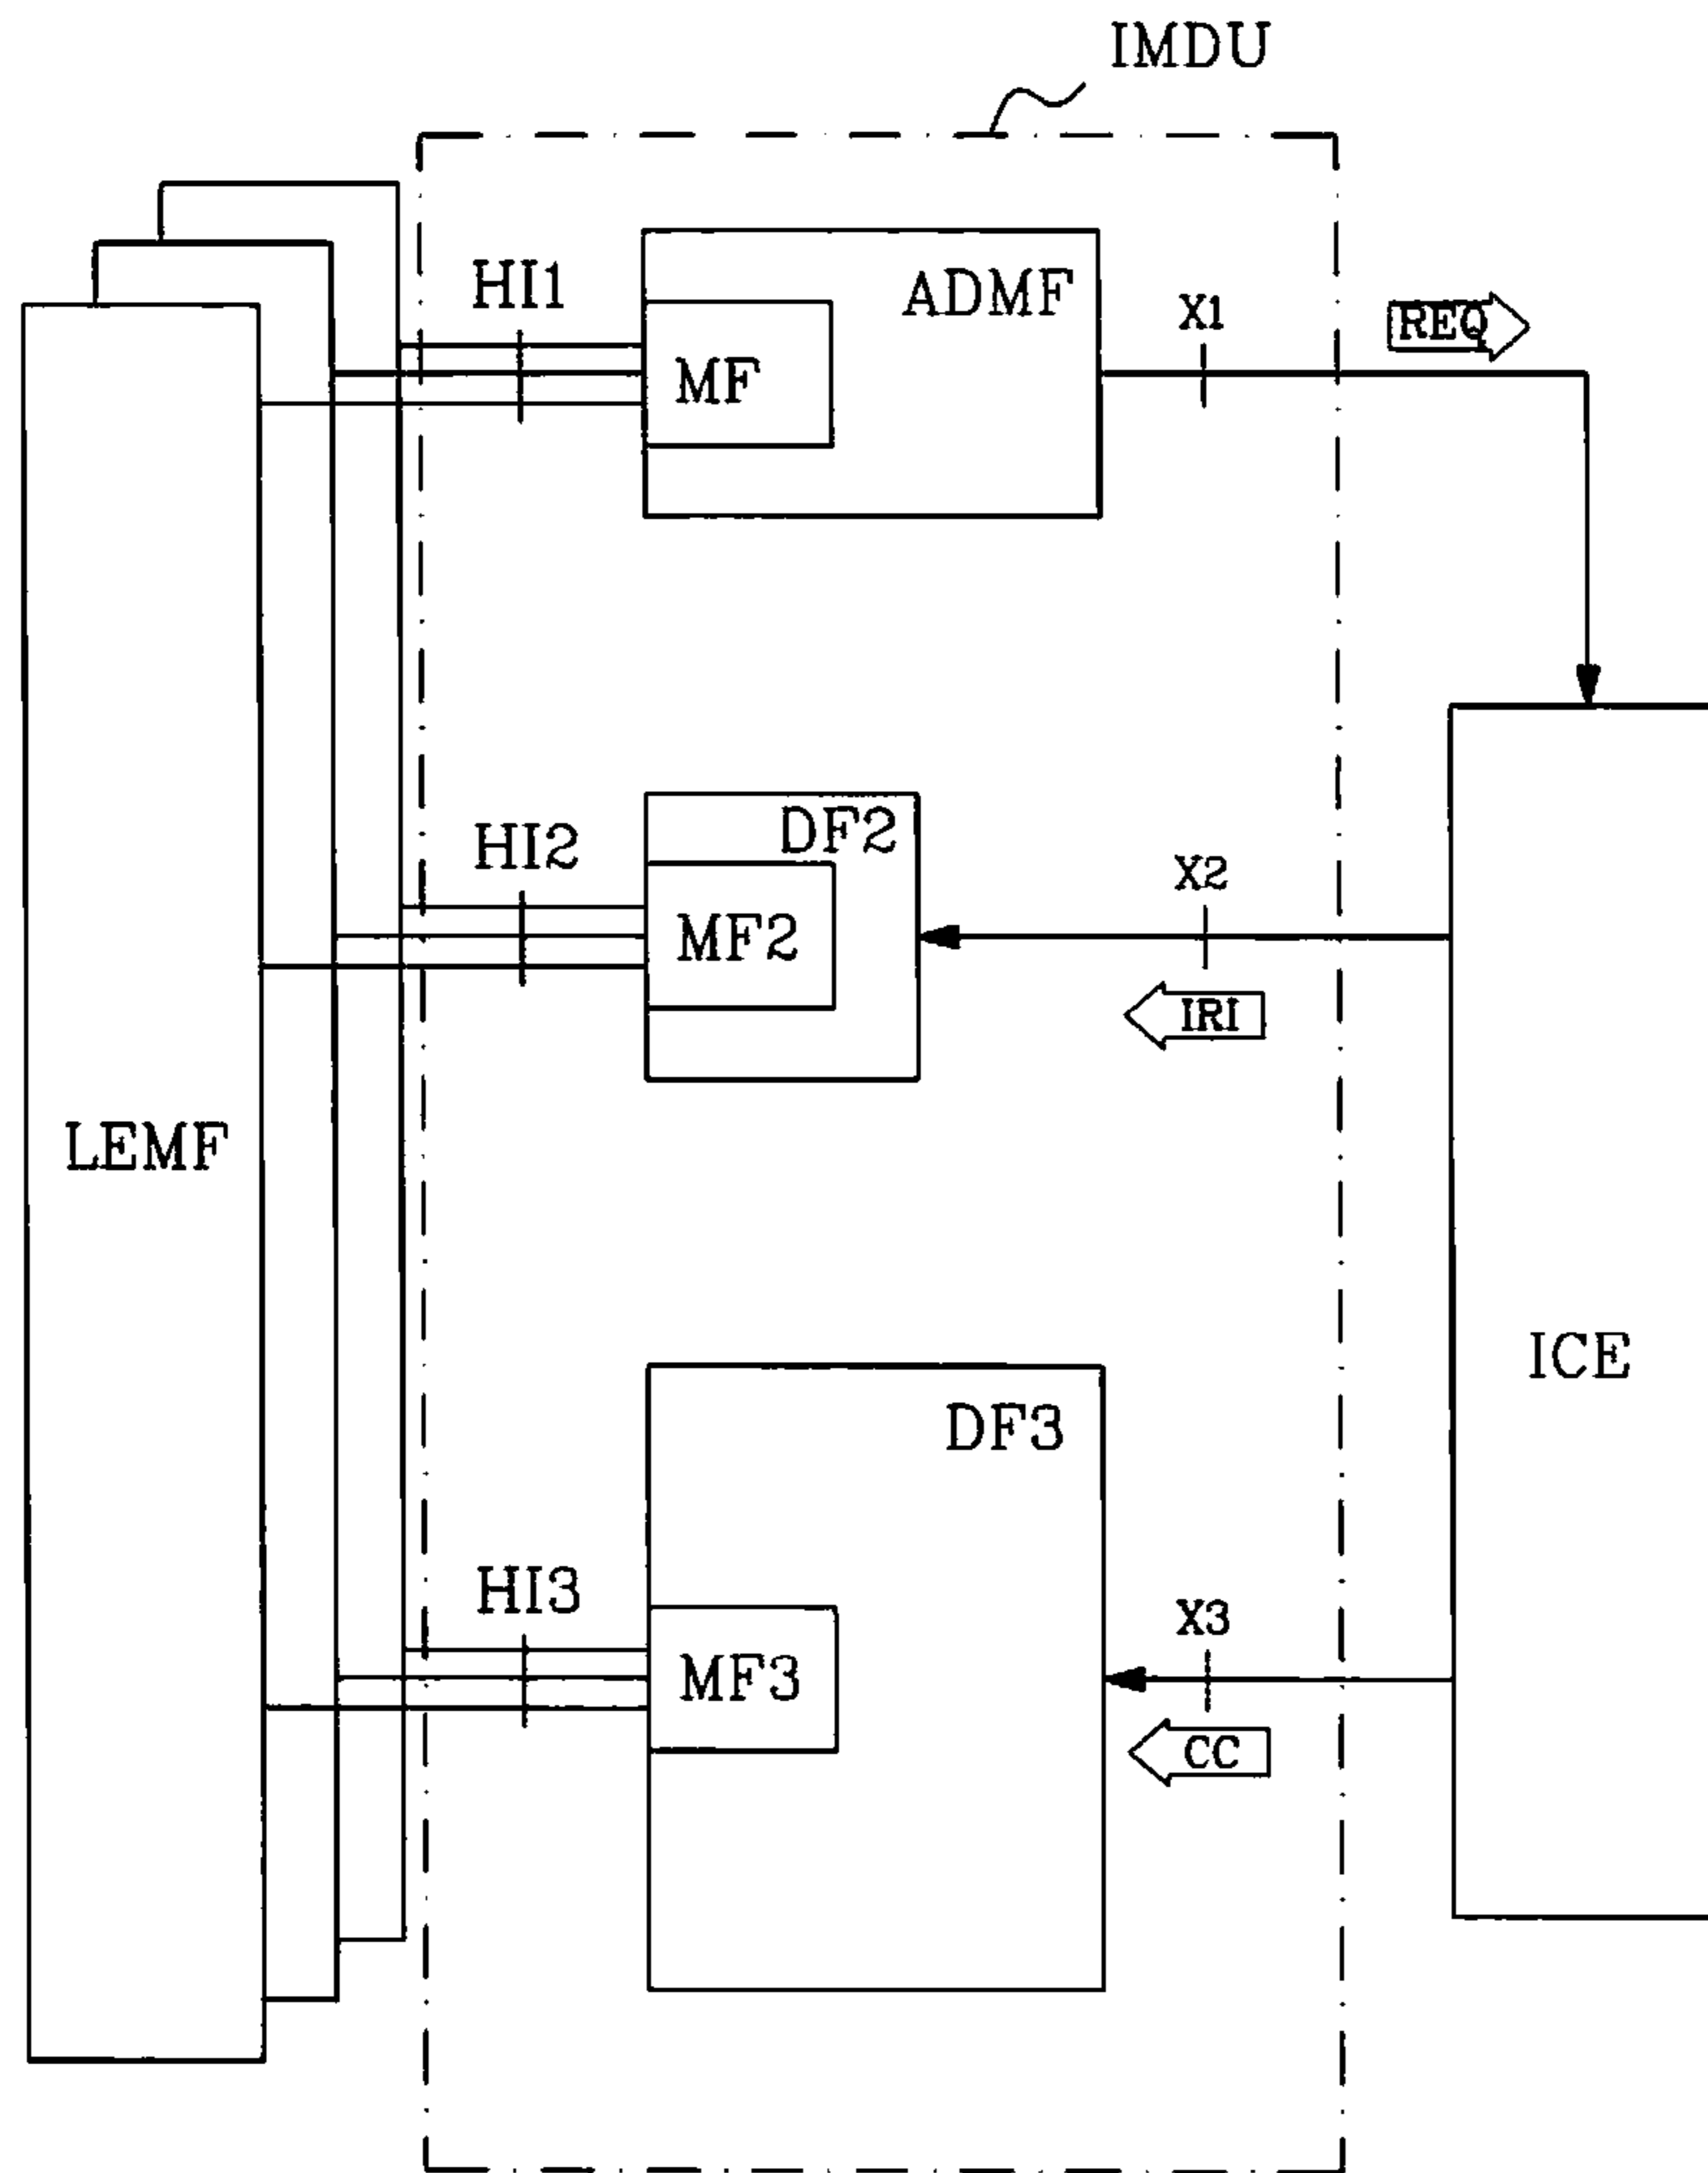 IMDU
HI1
ADMF
MF
X1
REQ
HI2
DF2
MF2
X2
IRI
LEMF
ICE
DF3
HI3
MF3
X3
CC